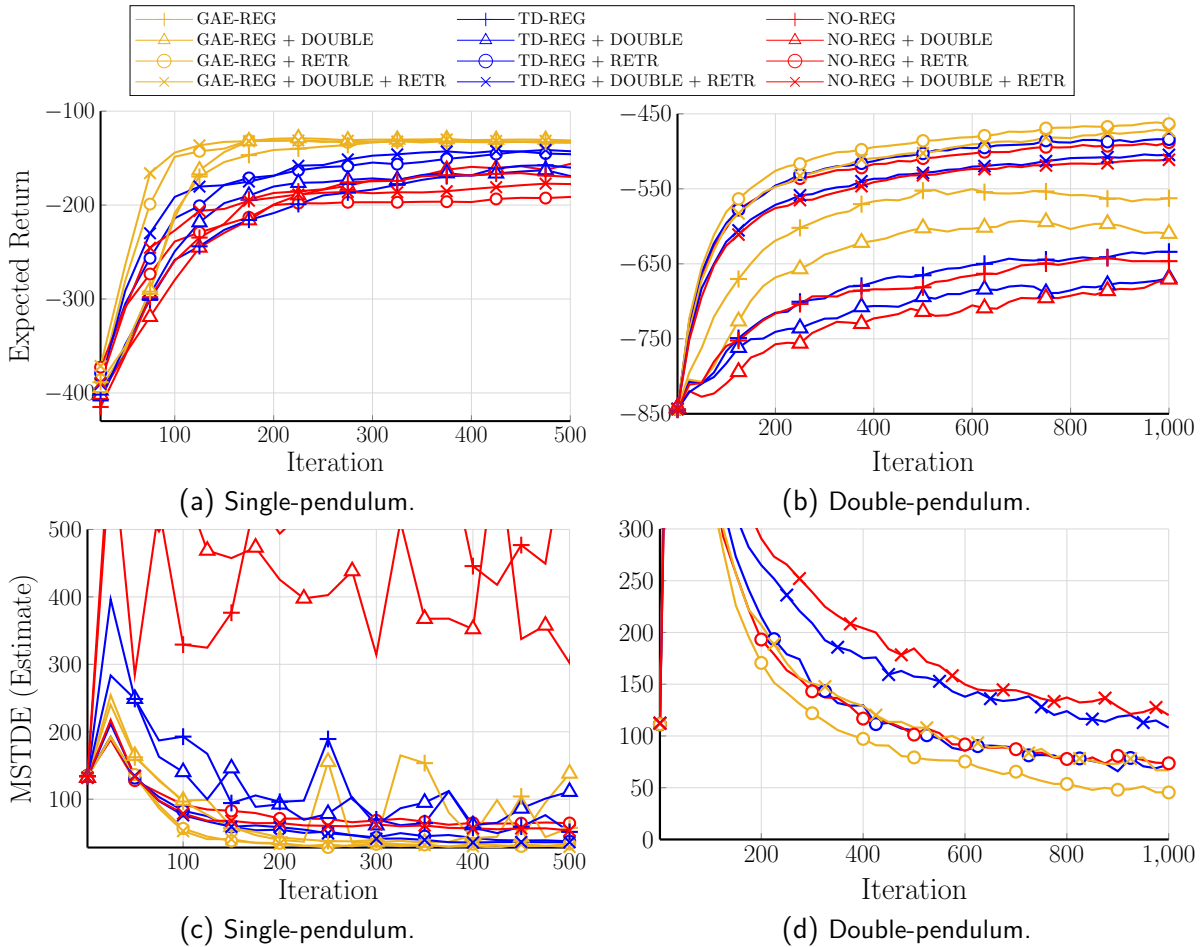 GAE-REG TD-REG NO-REG
GAE-REG + DOUBLE TD-REG + DOUBLE NO-REG + DOUBLE
GAE-REG + RETR TD-REG + RETR NO-REG + RETR
GAE-REG + DOUBLE + RETR TD-REG + DOUBLE + RETR NO-REG + DOUBLE + RETR
Expected Return
−100
−200
−300
−400
100 200 300 400 500
Iteration
(a) Single-pendulum.
−450
−550
−650
−750
−850
200 400 600 800 1,000
Iteration
(b) Double-pendulum.
MSTDE (Estimate)
500
400
300
200
100
100 200 300 400 500
Iteration
(c) Single-pendulum.
300
250
200
150
100
50
0
200 400 600 800 1,000
Iteration
(d) Double-pendulum.